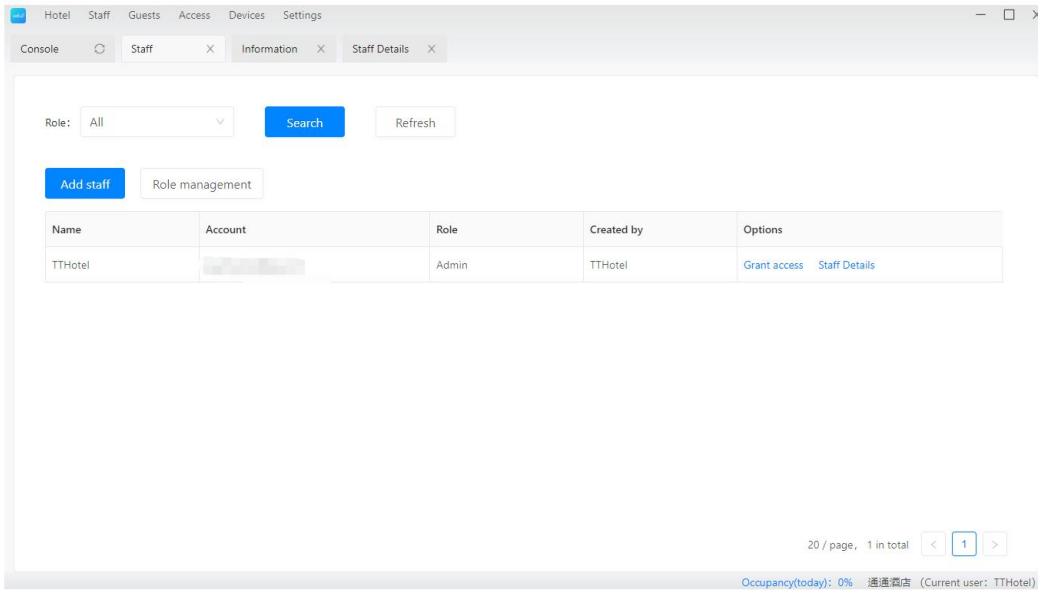 Hotel Staff Guests Access Devices Settings
Console Staff Information Staff Details
Role: All Search Refresh
Add staff Role management
Name Account Role Created by Options
TTHotel Admin TTHotel Grant access Staff Details
20 / page, 1 in total < 1 >
Occupancy(today): 0% 通通酒店 (Current user: TTHotel)